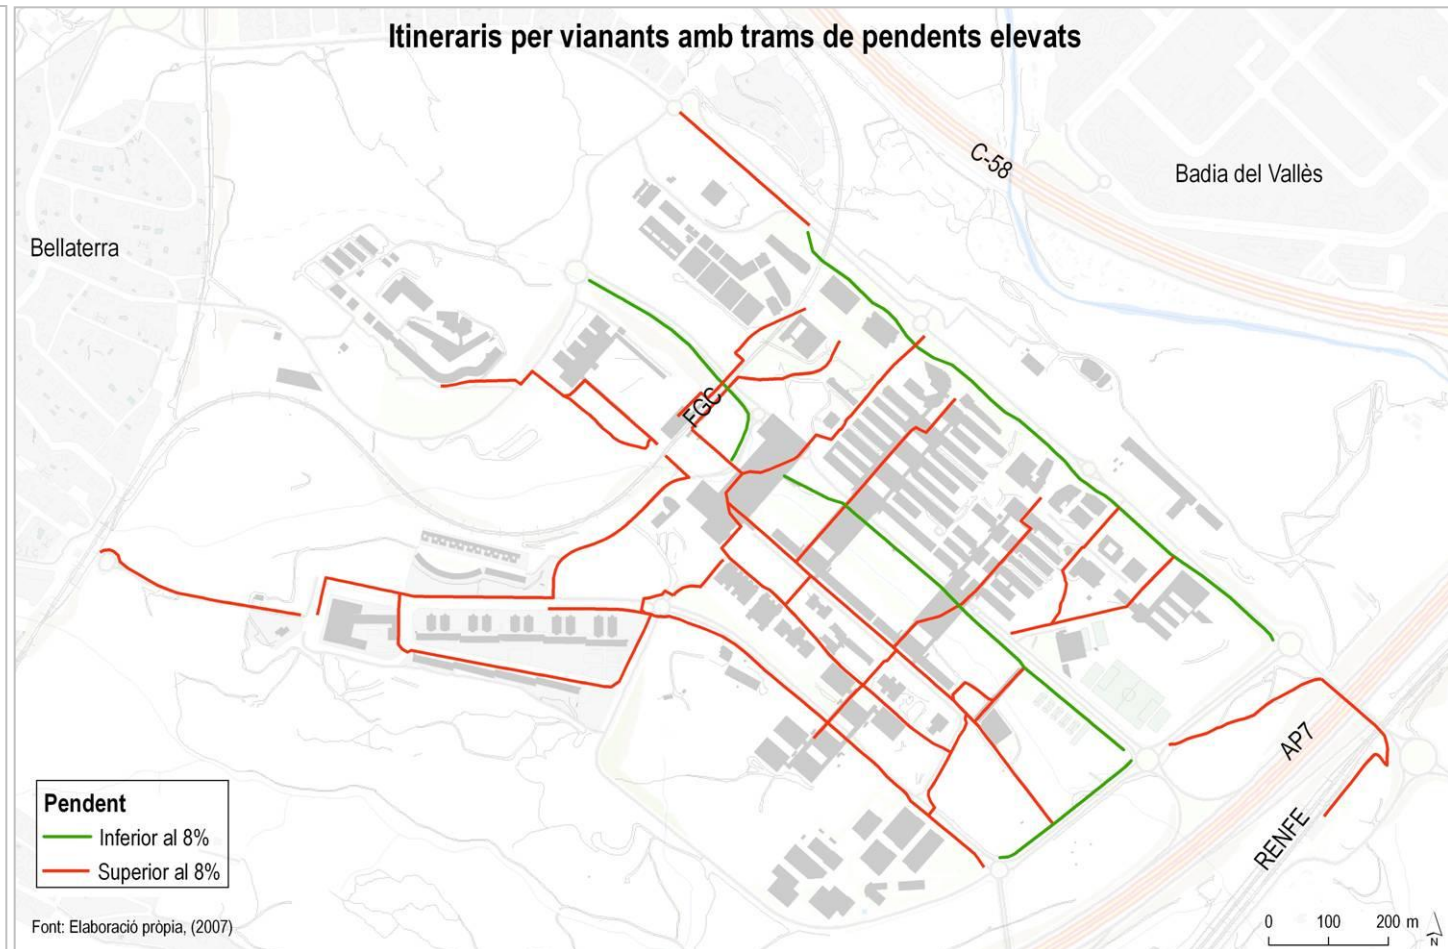 Itineraris per vianants amb trams de pendents elevats
C-58
Badia del Vallès
Bellaterra
FGC
AP7
RENFE
Pendent
Inferior al 8%
Superior al 8%
Font: Elaboració pròpia, (2007)
0 100 200 m
N